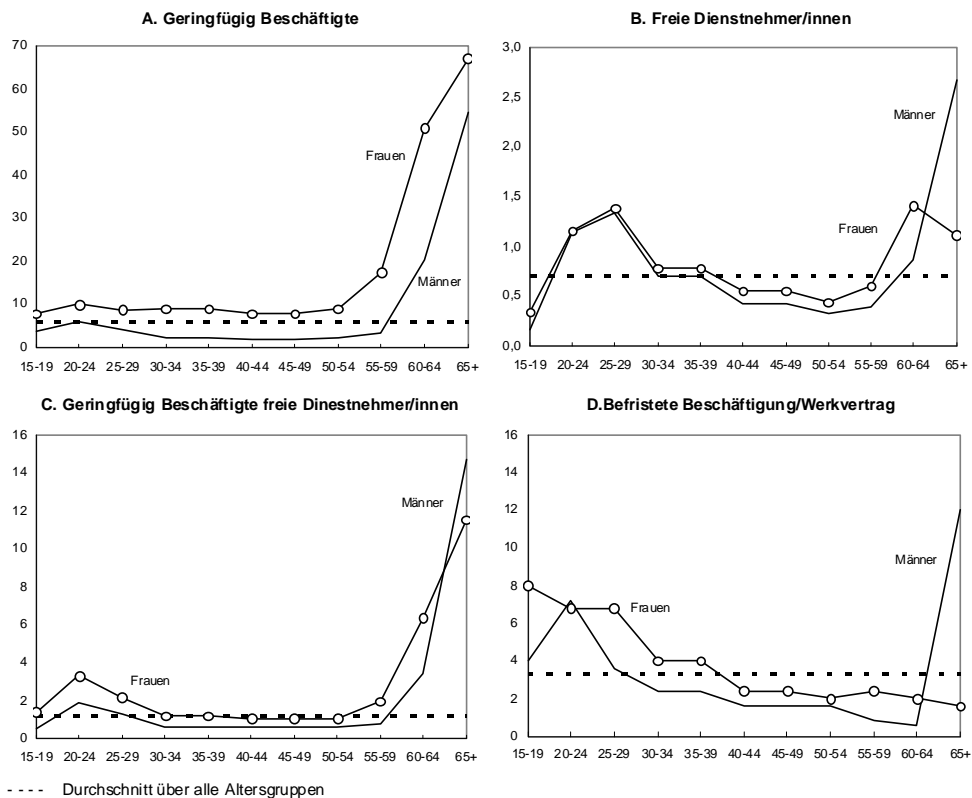 A. Geringfügig Beschäftigte
70
60
50
40
30
20
10
0
Frauen
Männer
15-19 20-24 25-29 30-34 35-39 40-44 45-49 50-54 55-59 60-64 65+
B. Freie Dienstnehmer/innen
3,0
2,5
2,0
1,5
1,0
0,5
0,0
Männer
Frauen
15-19 20-24 25-29 30-34 35-39 40-44 45-49 50-54 55-59 60-64 65+
C. Geringfügig Beschäftigte freie Dinestnehmer/innen
16
14
12
10
8
6
4
2
0
Männer
Frauen
15-19 20-24 25-29 30-34 35-39 40-44 45-49 50-54 55-59 60-64 65+
D.Befristete Beschäftigung/Werkvertrag
16
14
12
10
8
6
4
2
0
Männer
Frauen
15-19 20-24 25-29 30-34 35-39 40-44 45-49 50-54 55-59 60-64 65+
- - - - Durchschnitt über alle Altersgruppen